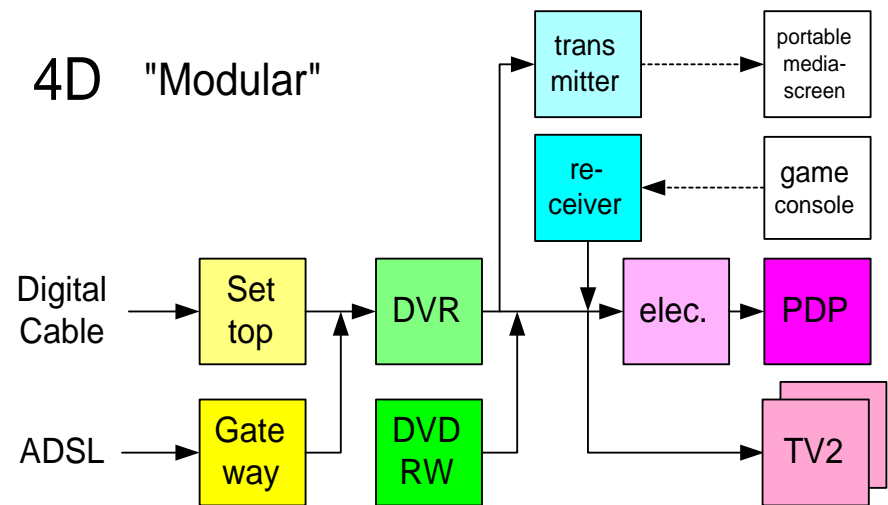 4D "Modular"
trans
mitter
portable
media-
screen
re-
ceiver
game
console
Digital
Cable
Set
top
DVR
elec.
PDP
ADSL
Gate
way
DVD
RW
TV2